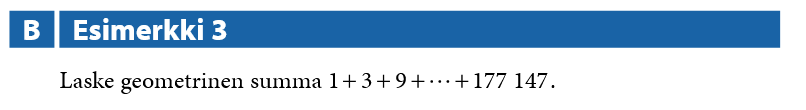 B Esimerkki 3
Laske geometrinen summa 1+3+9+⋯+177 147.